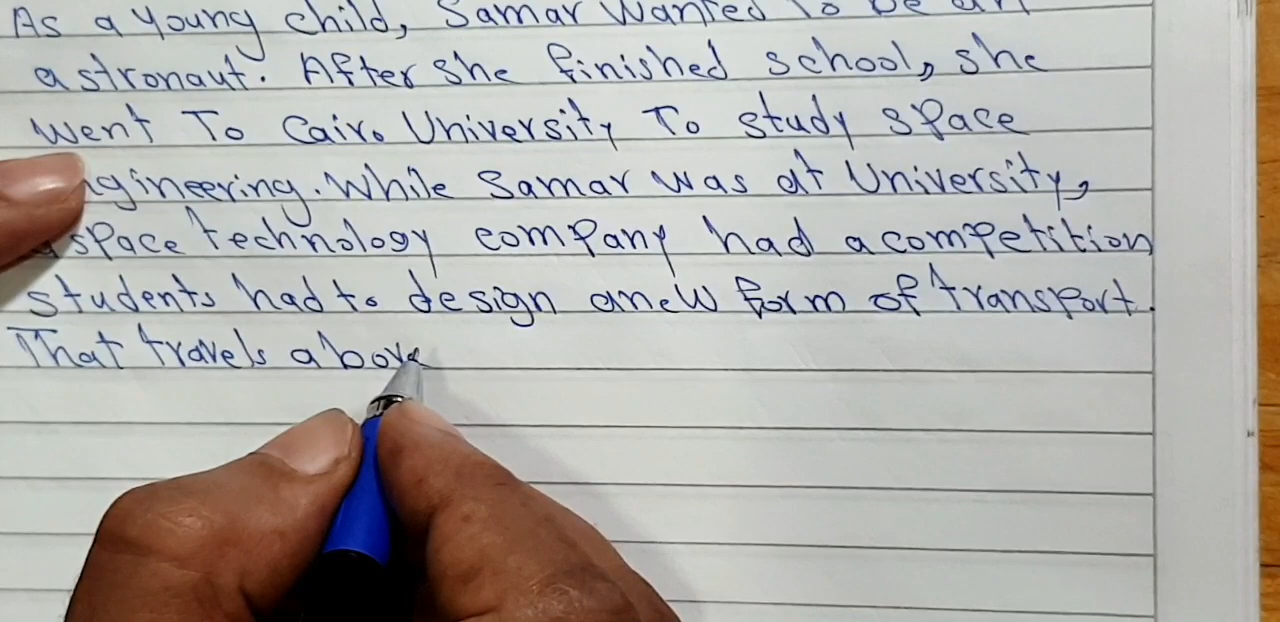 As a young child, Samar wanted To be an
astronaut. After she finished school, she
went To Cairo University To study space
ngineering. While Samar was at University,
a space technology company had a competition
students had to design a new form of transport.
That travels above